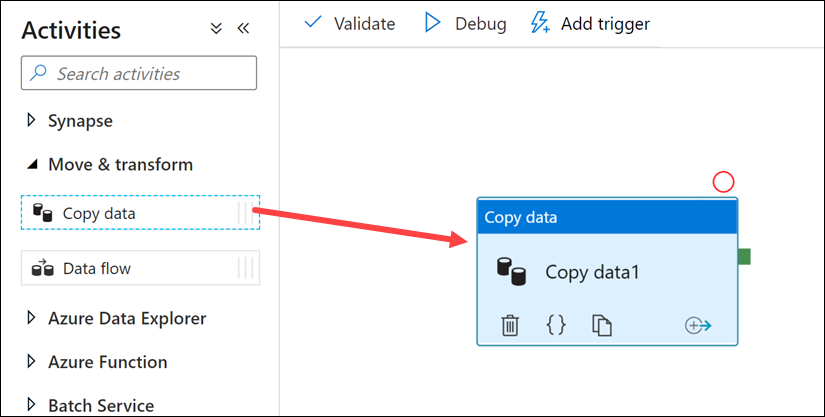 Activities
Search activities
Synapse
Move & transform
Copy data
Data flow
Azure Data Explorer
Azure Function
Batch Service
Validate
Debug
Add trigger
Copy data
Copy data1
{}